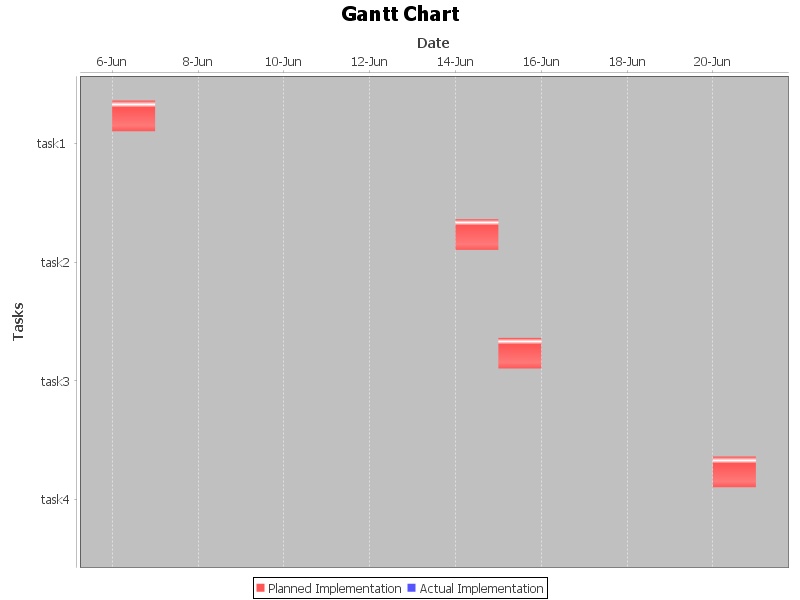 Gantt Chart
Date
6-Jun 8-Jun 10-Jun 12-Jun 14-Jun 16-Jun 18-Jun 20-Jun
task1
task2
Tasks
task3
task4
Planned Implementation Actual Implementation